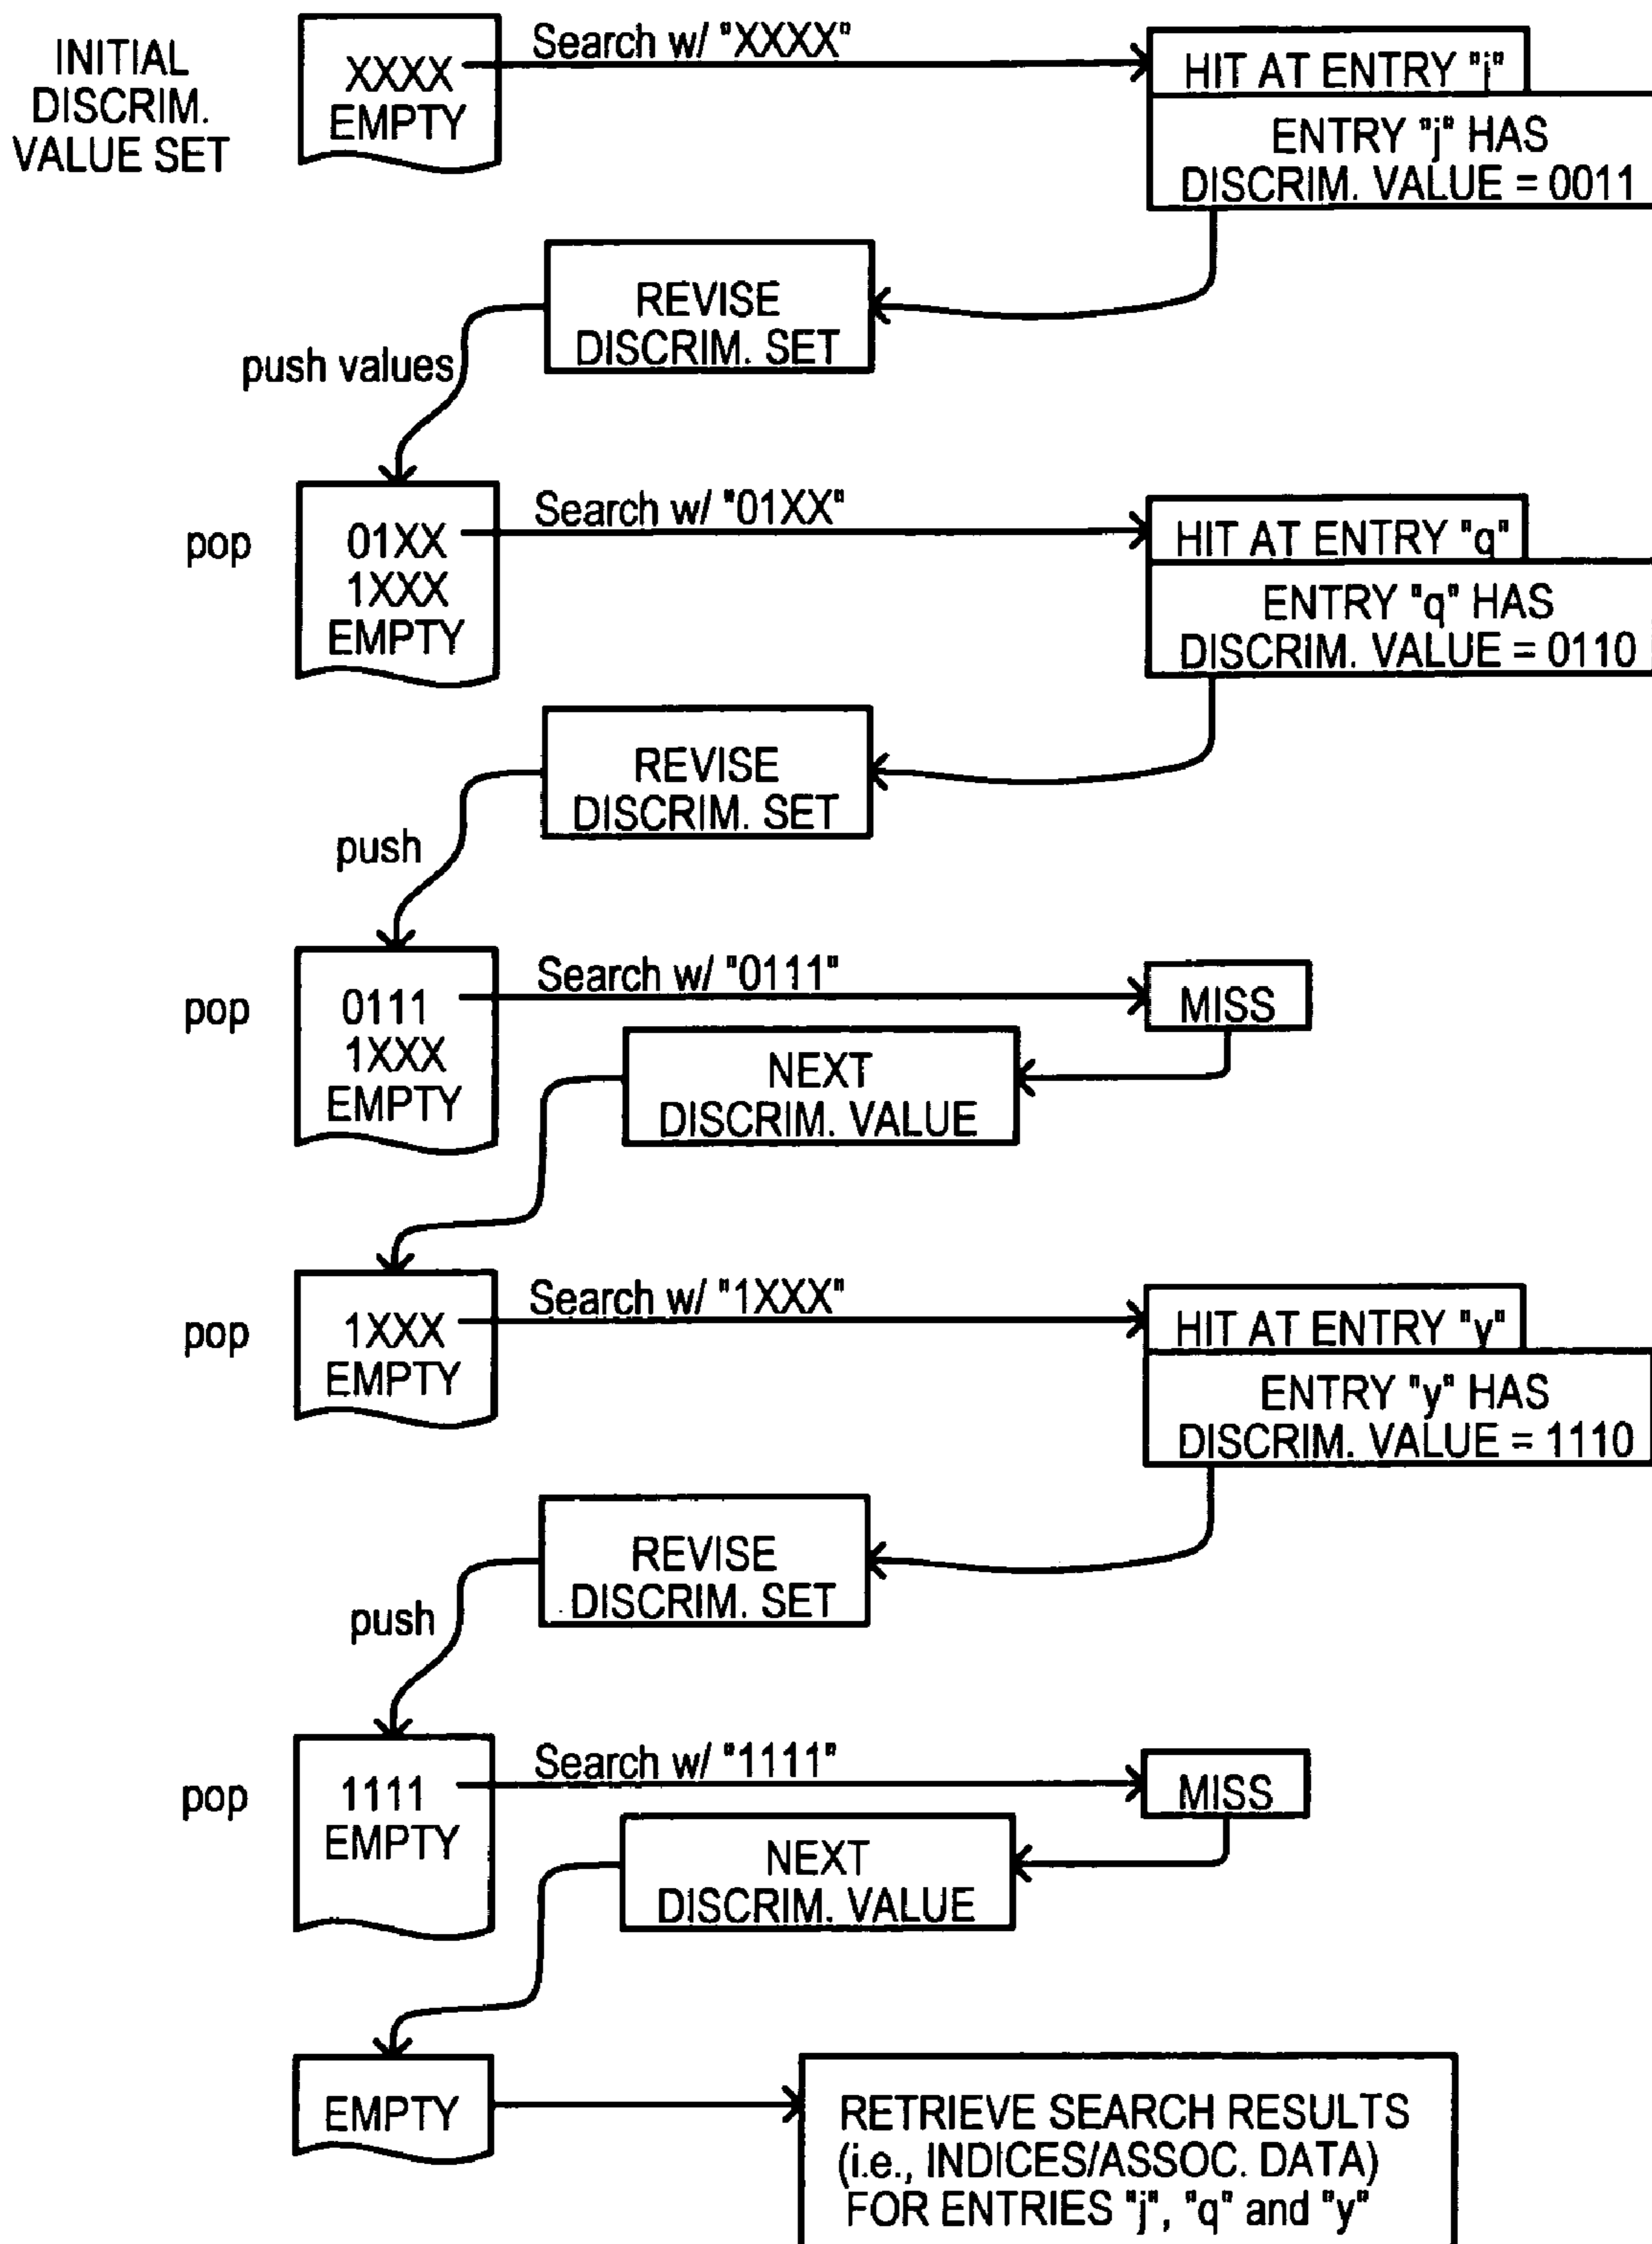 INITIAL
DISCRIM.
VALUE SET
XXXX
EMPTY
Search w/ "XXXX"
HIT AT ENTRY "j"
ENTRY "j" HAS
DISCRIM. VALUE = 0011
REVISE
DISCRIM. SET
push values
pop
01XX
1XXX
EMPTY
Search w/ "01XX"
HIT AT ENTRY "q"
ENTRY "q" HAS
DISCRIM. VALUE = 0110
REVISE
DISCRIM. SET
push
pop
0111
1XXX
EMPTY
Search w/ "0111"
MISS
NEXT
DISCRIM. VALUE
pop
1XXX
EMPTY
Search w/ "1XXX"
HIT AT ENTRY "y"
ENTRY "y" HAS
DISCRIM. VALUE = 1110
REVISE
DISCRIM. SET
push
pop
1111
EMPTY
Search w/ "1111"
MISS
NEXT
DISCRIM. VALUE
EMPTY
RETRIEVE SEARCH RESULTS
(i.e., INDICES/ASSOC. DATA)
FOR ENTRIES "j", "q" and "y"